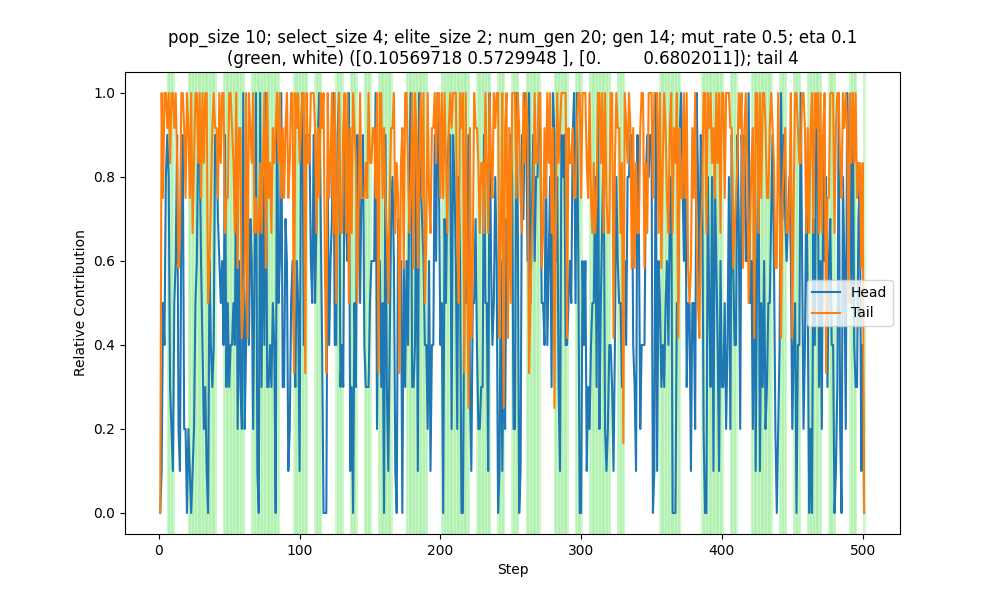 pop_size 10; select_size 4; elite_size 2; num_gen 20; gen 14; mut_rate 0.5; eta 0.1
(green, white) ([0.10569718 0.5729948 ], [0.         0.6802011]); tail 4
Relative Contribution
1.0
0.8
0.6
0.4
0.2
0.0
Head
Tail
0
100
200
300
400
500
Step